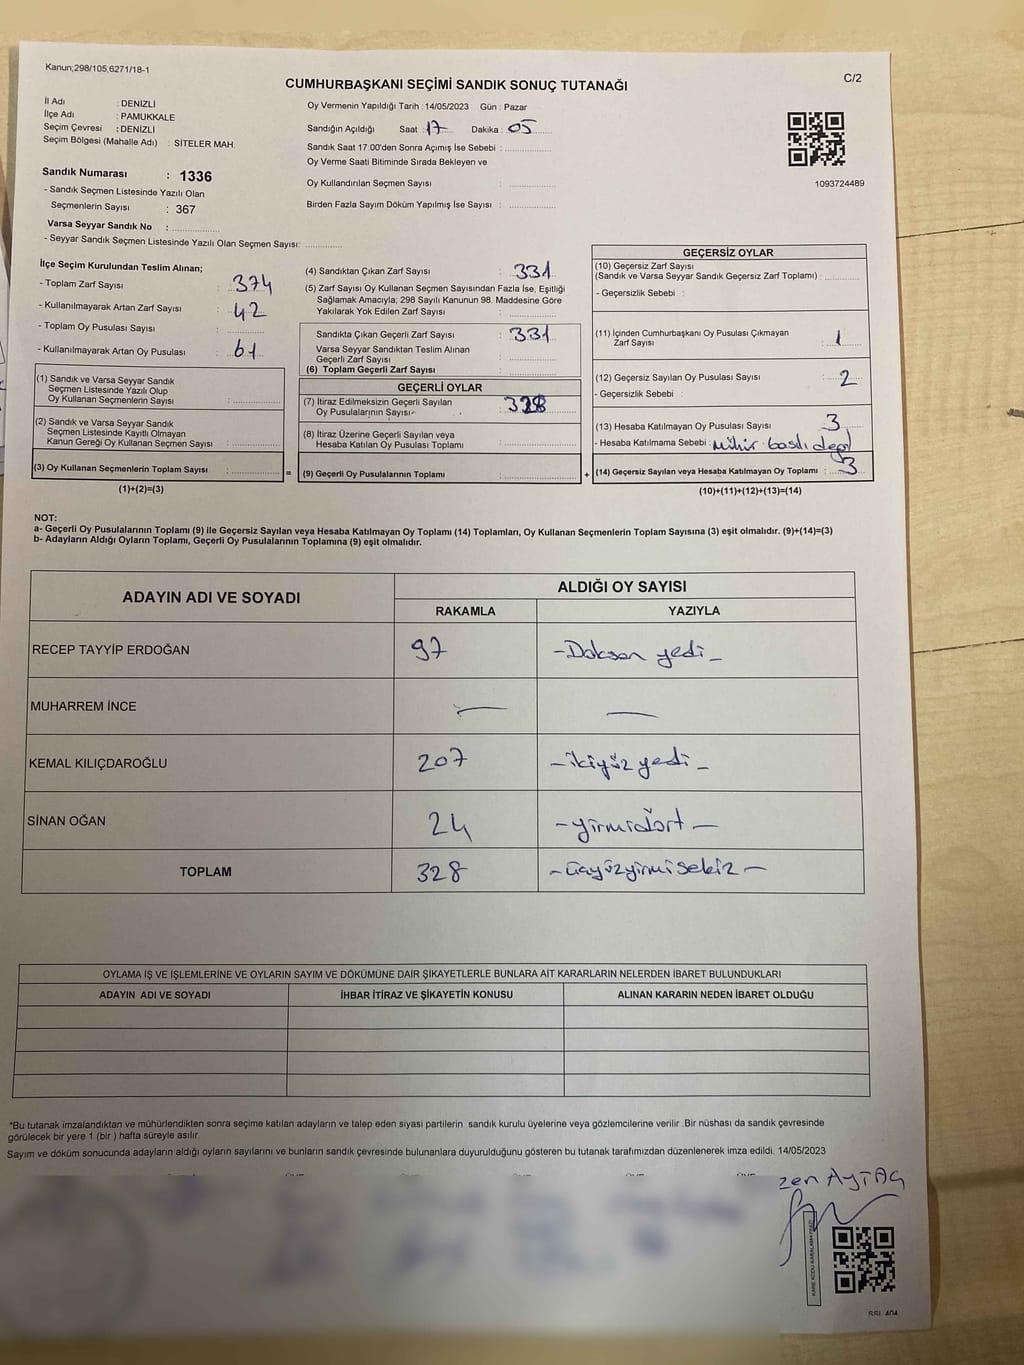 Kanun;298/105,6271/18-1
C/2
CUMHURBAŞKANI SEÇİMİ SANDIK SONUÇ TUTANAĞI
İl Adı : DENİZLİ
İlçe Adı : PAMUKKALE
Seçim Çevresi : DENİZLİ
Seçim Bölgesi (Mahalle Adı) : SİTELER MAH.
Sandık Numarası : 1336
- Sandık Seçmen Listesinde Yazılı Olan
Seçmenlerin Sayısı : 367
Varsa Seyyar Sandık No :
- Seyyar Sandık Seçmen Listesinde Yazılı Olan Seçmen Sayısı:
Oy Vermenin Yapıldığı Tarih : 14/05/2023 Gün : Pazar
Sandığın Açıldığı Saat : 17 Dakika : 05
Sandık Saat 17:00'den Sonra Açımış İse Sebebi :
Oy Verme Saati Bitiminde Sırada Bekleyen ve
Oy Kullandırılan Seçmen Sayısı :
Birden Fazla Sayım Döküm Yapılmış İse Sayısı :
1093724489
İlçe Seçim Kurulundan Teslim Alınan;
- Toplam Zarf Sayısı : 374
- Kullanılmayarak Artan Zarf Sayısı : 42
- Toplam Oy Pusulası Sayısı :
- Kullanılmayarak Artan Oy Pusulası : 61
(1) Sandık ve Varsa Seyyar Sandık
Seçmen Listesinde Yazılı Olup
Oy Kullanan Seçmenlerin Sayısı :
(2) Sandık ve Varsa Seyyar Sandık
Seçmen Listesinde Kayıtlı Olmayan
Kanun Gereği Oy Kullanan Seçmen Sayısı :
(3) Oy Kullanan Seçmenlerin Toplam Sayısı :
(1)+(2)=(3)
(4) Sandıktan Çıkan Zarf Sayısı : 331
(5) Zarf Sayısı Oy Kullanan Seçmen Sayısından Fazla İse, Eşitliği
Sağlamak Amacıyla; 298 Sayılı Kanunun 98. Maddesine Göre
Yakılarak Yok Edilen Zarf Sayısı :
Sandıkta Çıkan Geçerli Zarf Sayısı : 331
Varsa Seyyar Sandıktan Teslim Alınan
Geçerli Zarf Sayısı :
(6) Toplam Geçerli Zarf Sayısı :
GEÇERLİ OYLAR
(7) İtiraz Edilmeksizin Geçerli Sayılan
Oy Pusulalarının Sayısı : 328
(8) İtiraz Üzerine Geçerli Sayılan veya
Hesaba Katılan Oy Pusulası Toplamı :
= (9) Geçerli Oy Pusulalarının Toplamı :
GEÇERSİZ OYLAR
(10) Geçersiz Zarf Sayısı
(Sandık ve Varsa Seyyar Sandık Geçersiz Zarf Toplamı) :
- Geçersizlik Sebebi :
(11) İçinden Cumhurbaşkanı Oy Pusulası Çıkmayan
Zarf Sayısı : 1
(12) Geçersiz Sayılan Oy Pusulası Sayısı : 2
- Geçersizlik Sebebi :
(13) Hesaba Katılmayan Oy Pusulası Sayısı : 3
- Hesaba Katılmama Sebebi : Mühür basılı değil
+ (14) Geçersiz Sayılan veya Hesaba Katılmayan Oy Toplamı : 3
(10)+(11)+(12)+(13)=(14)
NOT:
a- Geçerli Oy Pusulalarının Toplamı (9) ile Geçersiz Sayılan veya Hesaba Katılmayan Oy Toplamı (14) Toplamları, Oy Kullanan Seçmenlerin Toplam Sayısına (3) eşit olmalıdır. (9)+(14)=(3)
b- Adayların Aldığı Oyların Toplamı, Geçerli Oy Pusulalarının Toplamına (9) eşit olmalıdır.
ADAYIN ADI VE SOYADI ALDIĞI OY SAYISI
RAKAMLA YAZIYLA
RECEP TAYYİP ERDOĞAN 97 -Doksan yedi-
MUHARREM İNCE — —
KEMAL KILIÇDAROĞLU 207 -ikiyüz yedi-
SİNAN OĞAN 24 -yirmidört-
TOPLAM 328 -üçyüzyirmisekiz-
OYLAMA İŞ VE İŞLEMLERİNE VE OYLARIN SAYIM VE DÖKÜMÜNE DAİR ŞİKAYETLERLE BUNLARA AİT KARARLARIN NELERDEN İBARET BULUNDUKLARI
ADAYIN ADI VE SOYADI İHBAR İTİRAZ VE ŞİKAYETİN KONUSU ALINAN KARARIN NEDEN İBARET OLDUĞU
*Bu tutanak imzalandıktan ve mühürlendikten sonra seçime katılan adayların ve talep eden siyasi partilerin sandık kurulu üyelerine veya gözlemcilerine verilir .Bir nüshası da sandık çevresinde
görülecek bir yere 1 (bir ) hafta süreyle asılır.
Sayım ve döküm sonucunda adayların aldığı oyların sayılarını ve bunların sandık çevresinde bulunanlara duyurulduğunu gösteren bu tutanak tarafımızdan düzenlenerek imza edildi. 14/05/2023
zen AYTAÇ